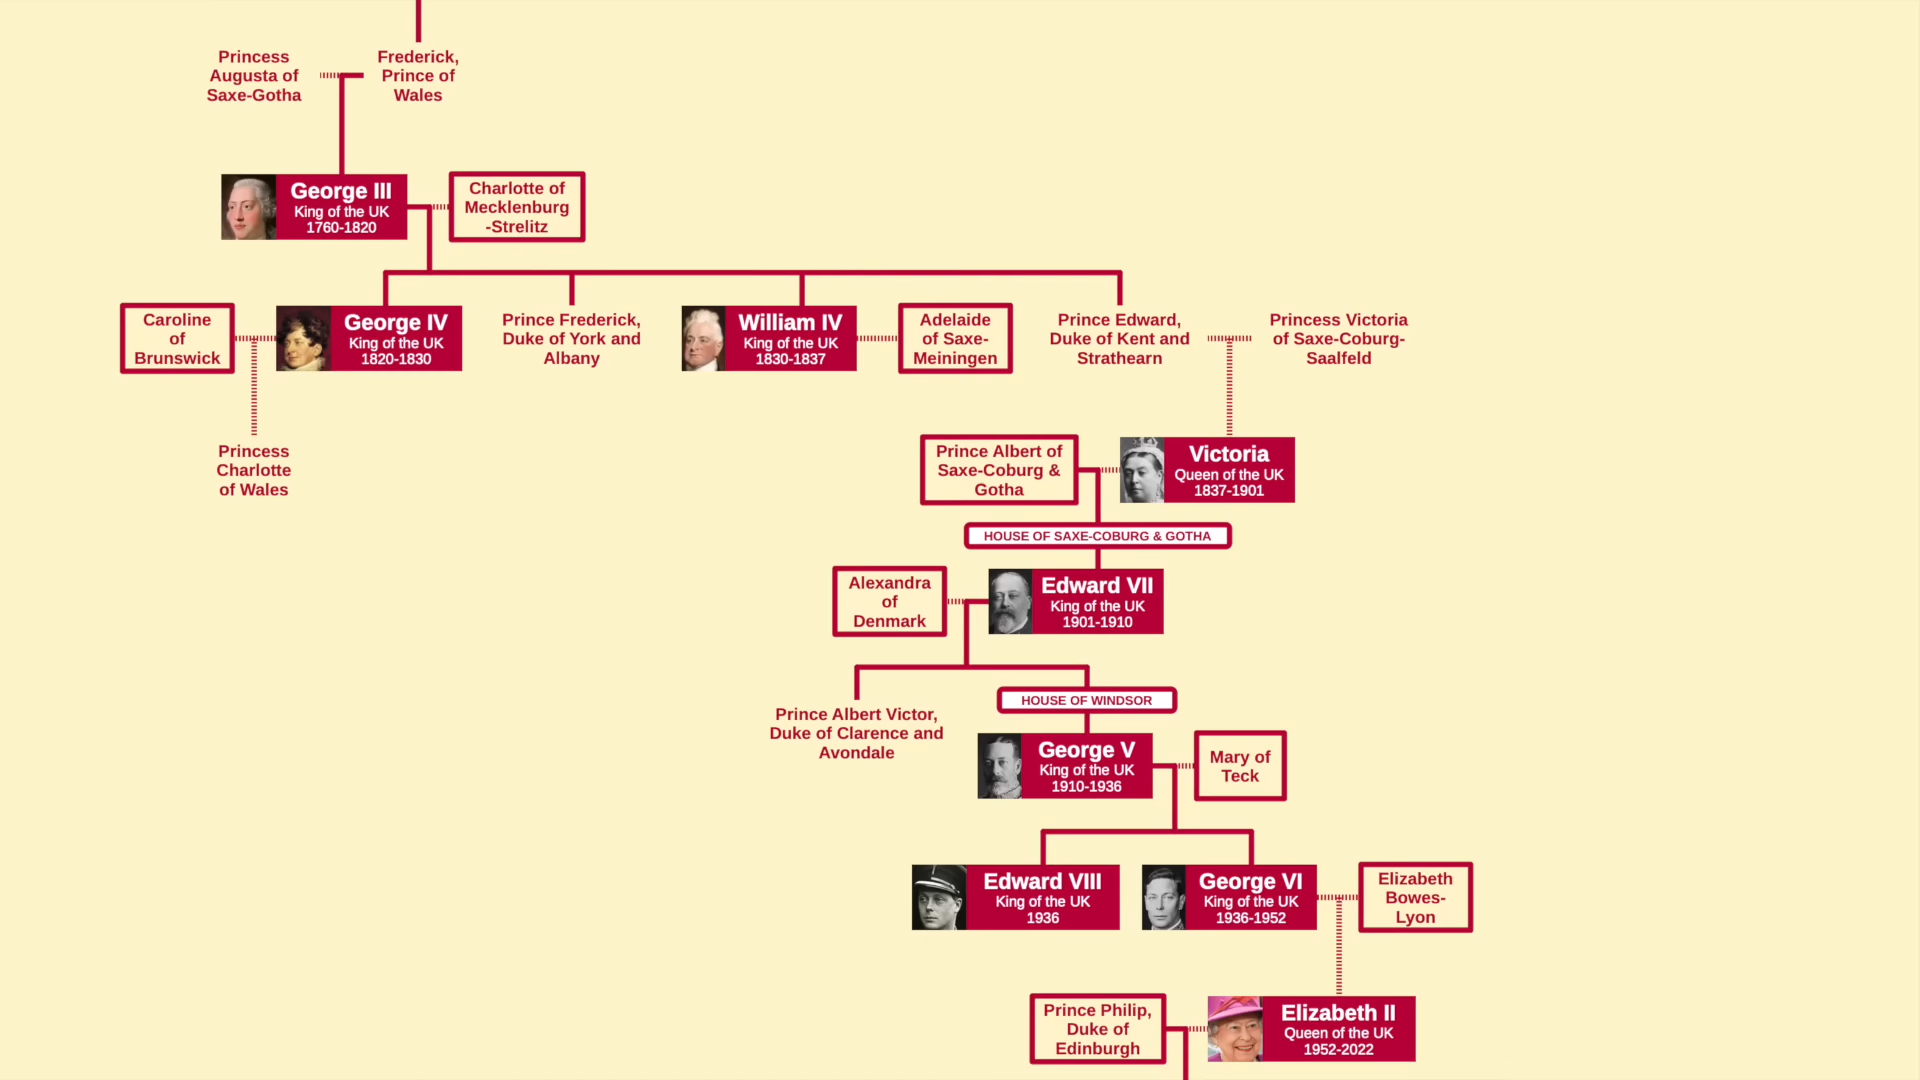 Princess
Augusta of
Saxe-Gotha
Frederick,
Prince of
Wales
George III
King of the UK
1760-1820
Charlotte of
Mecklenburg
-Strelitz
Caroline
of
Brunswick
George IV
King of the UK
1820-1830
Prince Frederick,
Duke of York and
Albany
William IV
King of the UK
1830-1837
Adelaide
of Saxe-
Meiningen
Prince Edward,
Duke of Kent and
Strathearn
Princess Victoria
of Saxe-Coburg-
Saalfeld
Princess
Charlotte
of Wales
Prince Albert of
Saxe-Coburg &
Gotha
Victoria
Queen of the UK
1837-1901
HOUSE OF SAXE-COBURG & GOTHA
Alexandra
of
Denmark
Edward VII
King of the UK
1901-1910
HOUSE OF WINDSOR
Prince Albert Victor,
Duke of Clarence and
Avondale
George V
King of the UK
1910-1936
Mary of
Teck
Edward VIII
King of the UK
1936
George VI
King of the UK
1936-1952
Elizabeth
Bowes-
Lyon
Prince Philip,
Duke of
Edinburgh
Elizabeth II
Queen of the UK
1952-2022